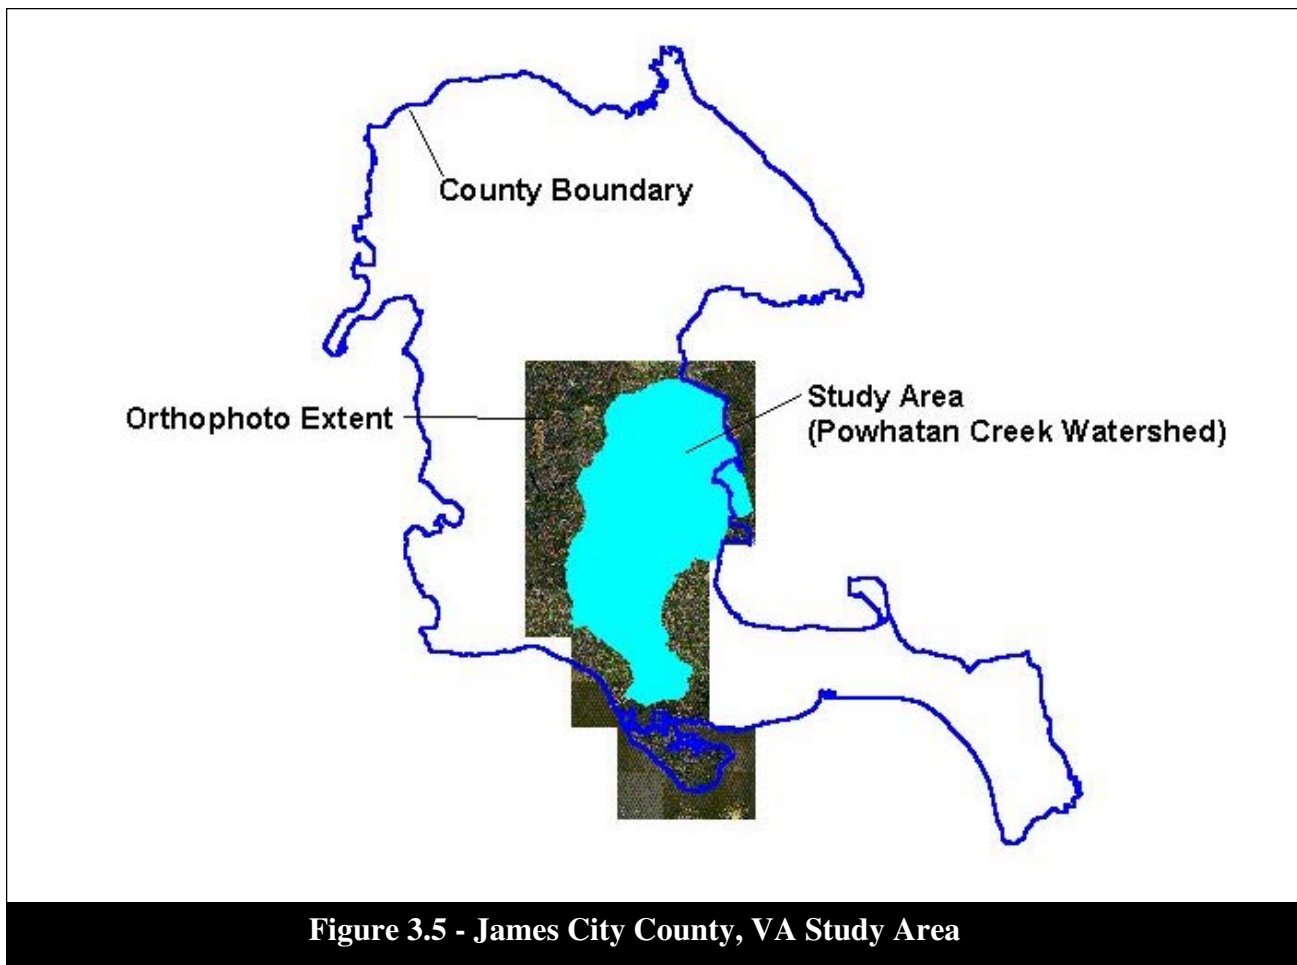 County Boundary
Orthophoto Extent
Study Area
(Powhatan Creek Watershed)
Figure 3.5 - James City County, VA Study Area